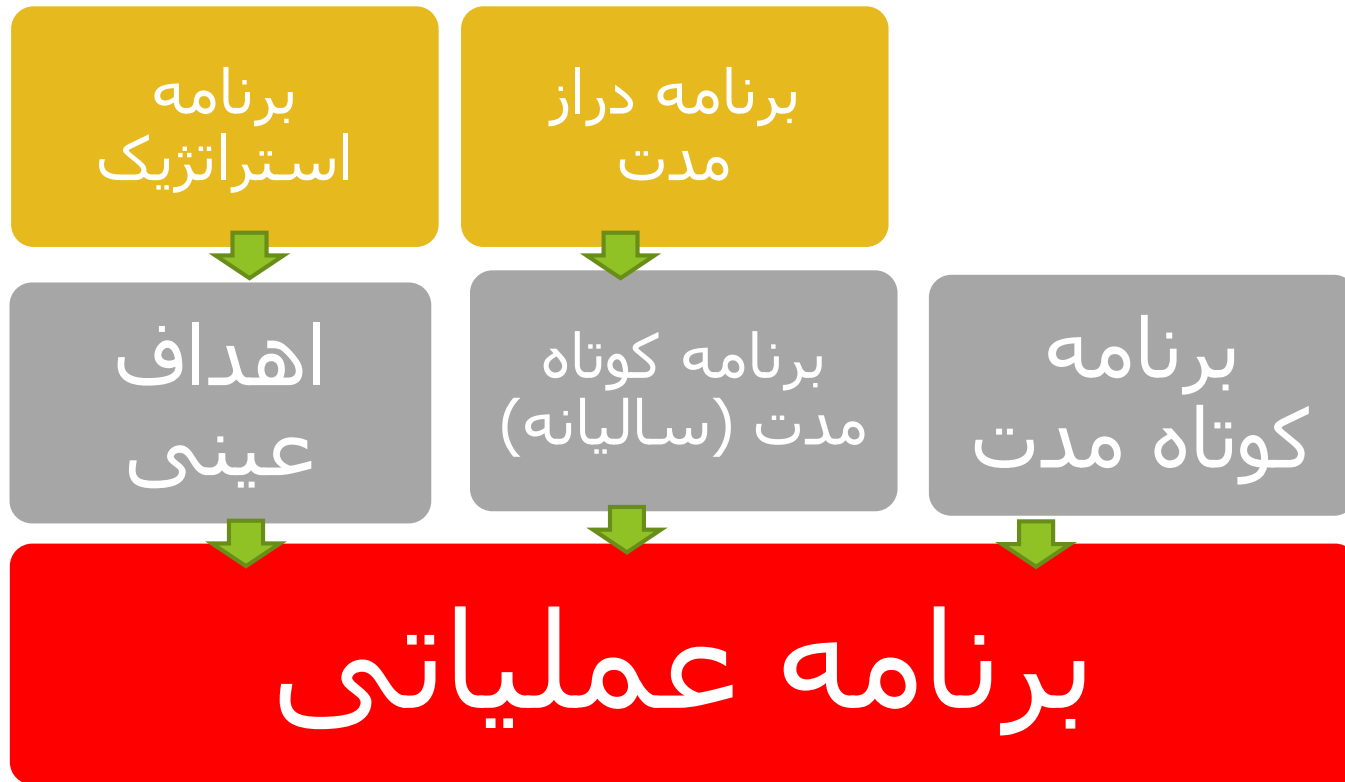 برنامه
استراتژیک
برنامه دراز
مدت
اهداف
عینی
برنامه کوتاه
مدت (سالیانه)
برنامه
کوتاه مدت
برنامه عملیاتی